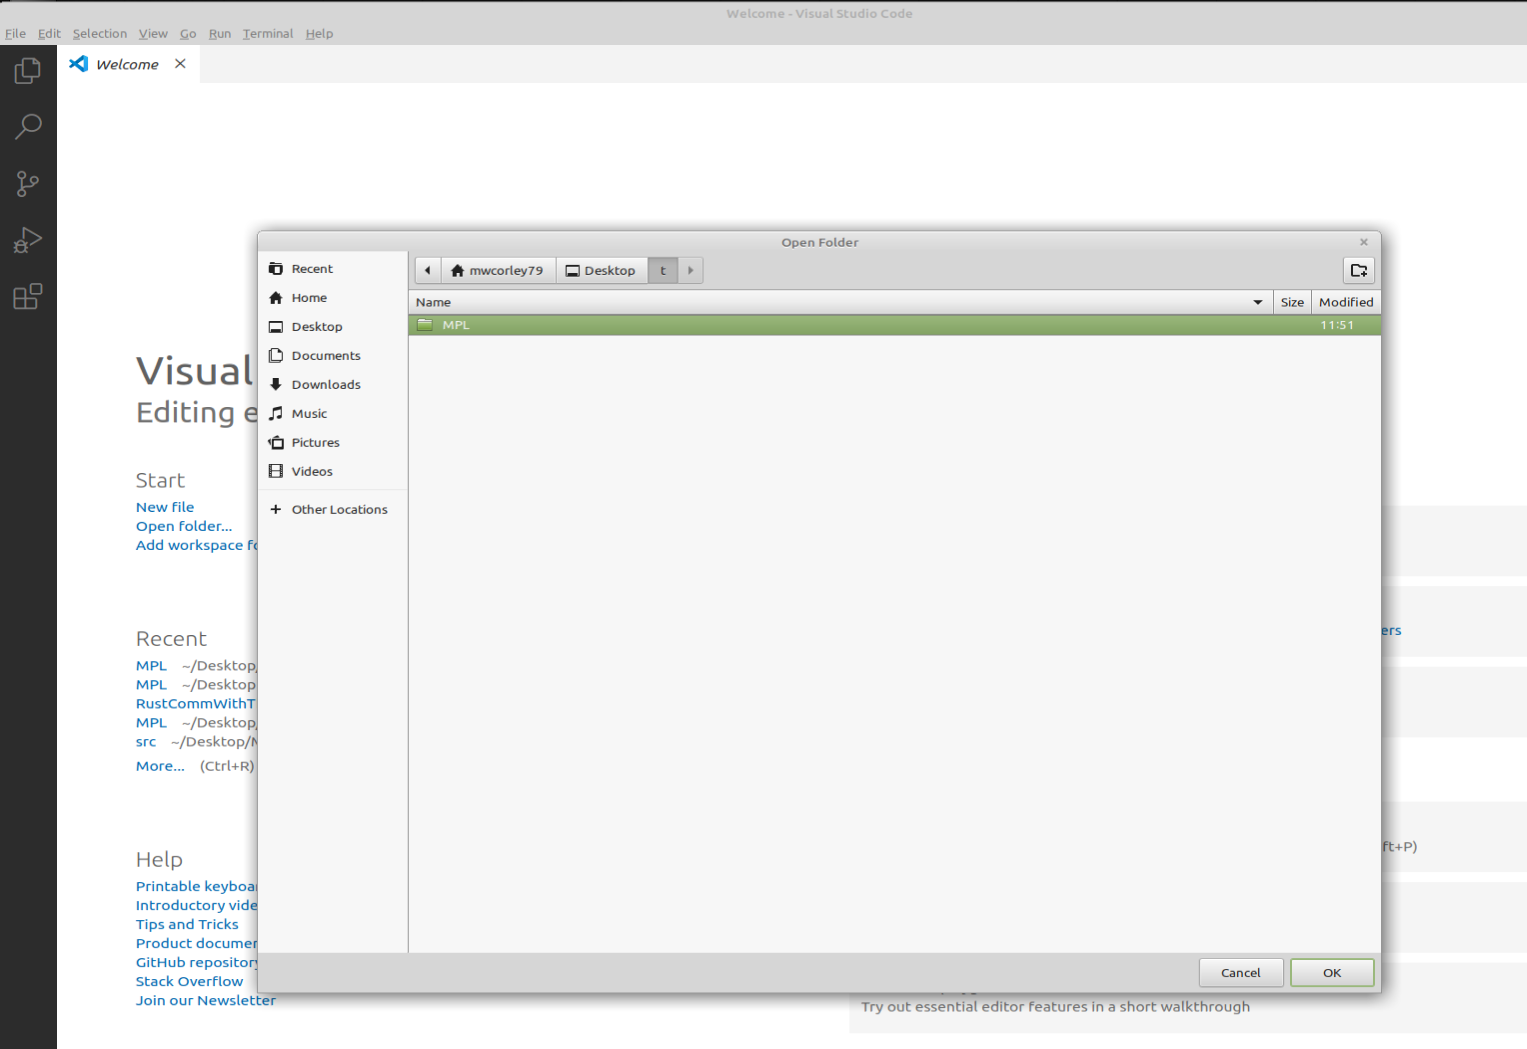 Welcome - Visual Studio Code
File Edit Selection View Go Run Terminal Help
Welcome
Open Folder
Recent
Home
Desktop
Documents
Downloads
Music
Pictures
Videos
Other Locations
mwcorley79 Desktop t
Name Size Modified
MPL 11:51
Cancel OK
Visual
Editing
Start
New file
Open folder...
Add workspace
Recent
MPL ~/Desktop/
MPL ~/Desktop
RustCommWithT
MPL ~/Desktop/
src ~/Desktop/M
More... (Ctrl+R)
Help
Printable keyboa
Introductory vide
Tips and Tricks
Product documen
GitHub repository
Stack Overflow
Join our Newsletter
ers
ft+P)
Try out essential editor features in a short walkthrough